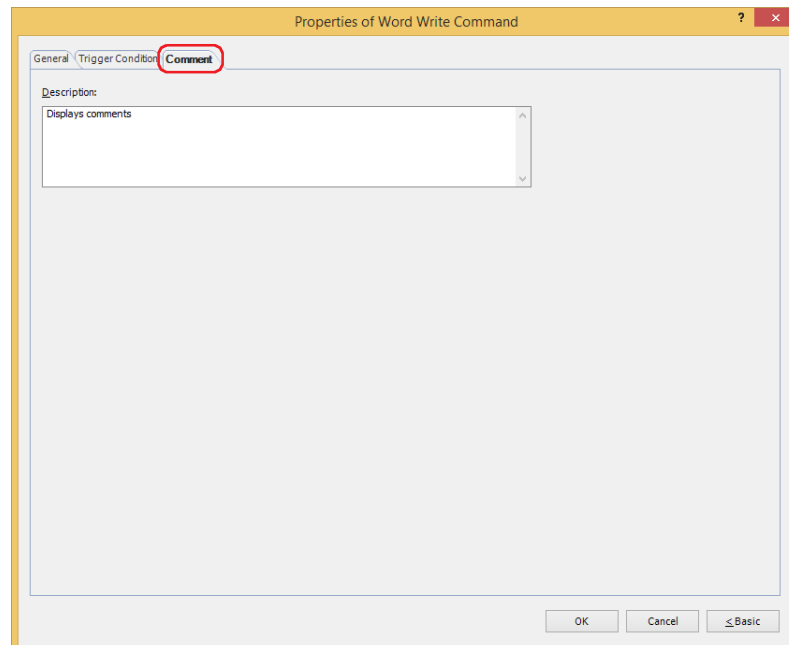 Properties of Word Write Command
? ×
General Trigger Condition Comment
Description:
Displays comments
OK Cancel < Basic